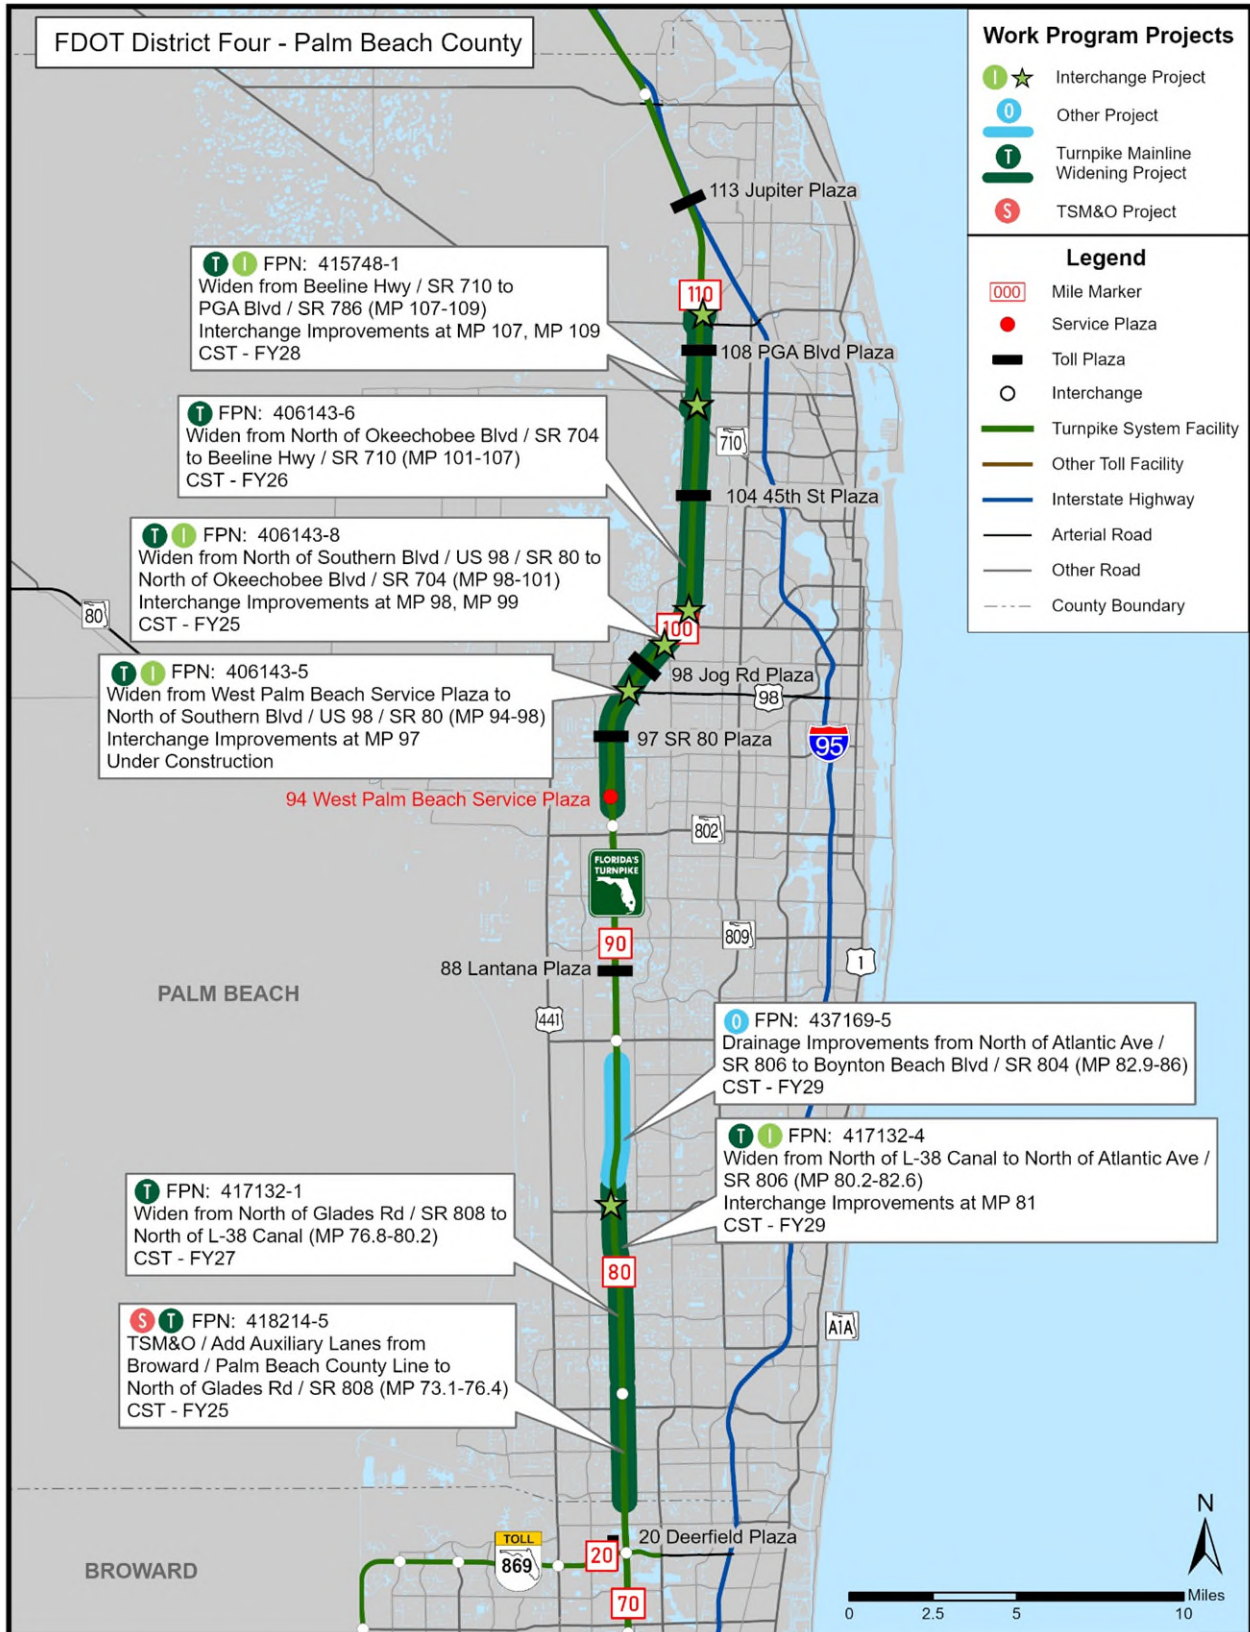 FDOT District Four - Palm Beach County
Work Program Projects
I Interchange Project
O Other Project
T Turnpike Mainline
Widening Project
S TSM&O Project
Legend
000 Mile Marker
Service Plaza
Toll Plaza
Interchange
Turnpike System Facility
Other Toll Facility
Interstate Highway
Arterial Road
Other Road
County Boundary
113 Jupiter Plaza
T I FPN: 415748-1
Widen from Beeline Hwy / SR 710 to
PGA Blvd / SR 786 (MP 107-109)
Interchange Improvements at MP 107, MP 109
CST - FY28
110
108 PGA Blvd Plaza
T FPN: 406143-6
Widen from North of Okeechobee Blvd / SR 704
to Beeline Hwy / SR 710 (MP 101-107)
CST - FY26
710
104 45th St Plaza
T I FPN: 406143-8
Widen from North of Southern Blvd / US 98 / SR 80 to
North of Okeechobee Blvd / SR 704 (MP 98-101)
Interchange Improvements at MP 98, MP 99
CST - FY25
80
100
98 Jog Rd Plaza
98
T I FPN: 406143-5
Widen from West Palm Beach Service Plaza to
North of Southern Blvd / US 98 / SR 80 (MP 94-98)
Interchange Improvements at MP 97
Under Construction
97 SR 80 Plaza
95
94 West Palm Beach Service Plaza
802
FLORIDA'S
TURNPIKE
90
809
1
88 Lantana Plaza
PALM BEACH
441
O FPN: 437169-5
Drainage Improvements from North of Atlantic Ave /
SR 806 to Boynton Beach Blvd / SR 804 (MP 82.9-86)
CST - FY29
T I FPN: 417132-4
Widen from North of L-38 Canal to North of Atlantic Ave /
SR 806 (MP 80.2-82.6)
Interchange Improvements at MP 81
CST - FY29
T FPN: 417132-1
Widen from North of Glades Rd / SR 808 to
North of L-38 Canal (MP 76.8-80.2)
CST - FY27
80
A1A
S T FPN: 418214-5
TSM&O / Add Auxiliary Lanes from
Broward / Palm Beach County Line to
North of Glades Rd / SR 808 (MP 73.1-76.4)
CST - FY25
20 Deerfield Plaza
TOLL
869
20
BROWARD
70
N
Miles
0 2.5 5 10